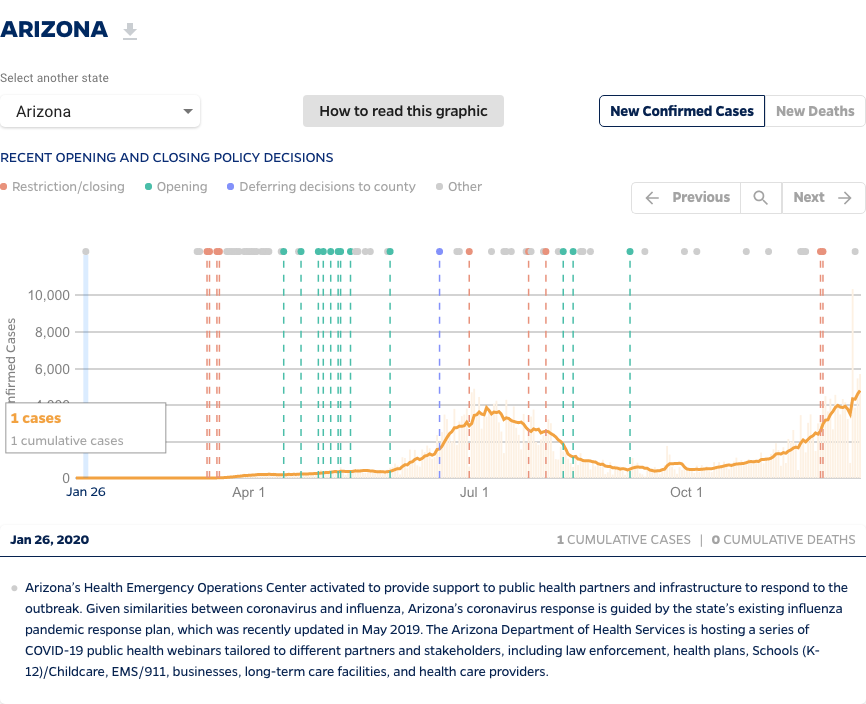 ARIZONA
Select another state
Arizona
How to read this graphic
New Confirmed Cases
New Deaths
RECENT OPENING AND CLOSING POLICY DECISIONS
Restriction/closing
Opening
Deferring decisions to county
Other
Previous
Next
10,000
8,000
6,000
4,000
nfirmed Cases
1 cases
1 cumulative cases
0
Jan 26
Apr 1
Jul 1
Oct 1
Jan 26, 2020
1 CUMULATIVE CASES | 0 CUMULATIVE DEATHS
Arizona's Health Emergency Operations Center activated to provide support to public health partners and infrastructure to respond to the
outbreak. Given similarities between coronavirus and influenza, Arizona's coronavirus response is guided by the state's existing influenza
pandemic response plan, which was recently updated in May 2019. The Arizona Department of Health Services is hosting a series of
COVID-19 public health webinars tailored to different partners and stakeholders, including law enforcement, health plans, Schools (K-
12)/Childcare, EMS/911, businesses, long-term care facilities, and health care providers.